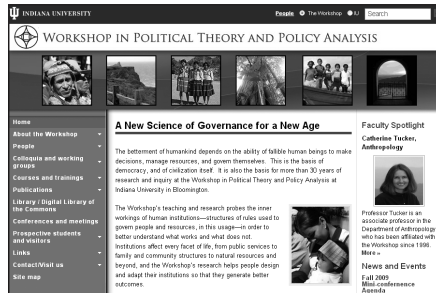 INDIANA UNIVERSITY
People The Workshop IU Search
WORKSHOP IN POLITICAL THEORY AND POLICY ANALYSIS
Home
About the Workshop
People
Colloquia and working
groups
Courses and trainings
Publications
Library / Digital Library of
the Commons
Conferences and meetings
Prospective students
and visitors
Links
Contact/Visit us
Site map
A New Science of Governance for a New Age
The betterment of humankind depends on the ability of fallible human beings to make
decisions, manage resources, and govern themselves. This is the basis of
democracy, and of civilization itself. It is also the basis for more than 30 years of
research and inquiry at the Workshop in Political Theory and Policy Analysis at
Indiana University in Bloomington.
The Workshop's teaching and research probes the inner
workings of human institutions—structures of rules used to
govern people and resources, in this usage—in order to
better understand what works and what does not.
Institutions affect every facet of life, from public services to
family and community structures to natural resources and
beyond, and the Workshop's research helps people design
and adapt their institutions so that they generate better
outcomes.
Faculty Spotlight
Catherine Tucker,
Anthropology
Professor Tucker is an
associate professor in the
Department of Anthropology
who has been affiliated with
the Workshop since 1996.
More »
News and Events
Fall 2009
Mini-conference
Agenda